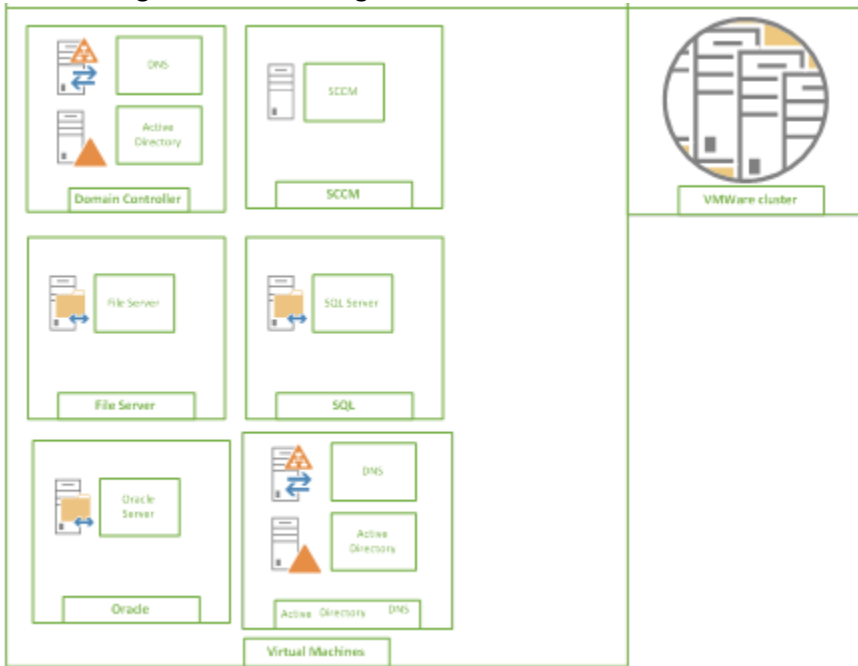 DNS
Active
Directory
Domain Controller
SCCM
SCCM
VMWare cluster
File Server
File Server
SQL Server
SQL
Oracle
Server
Oracle
DNS
Active
Directory
Active Directory DNS
Virtual Machines